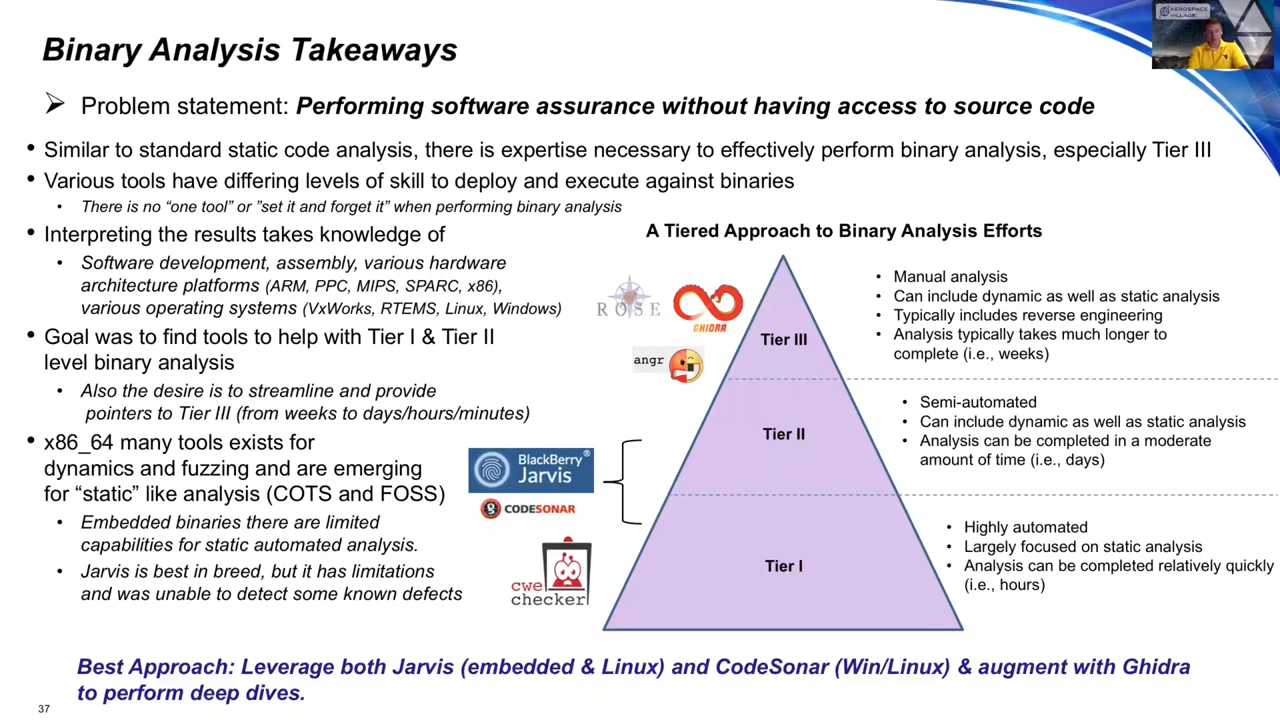 AEROSPACE
VILLAGE
Binary Analysis Takeaways
➢ Problem statement: Performing software assurance without having access to source code
• Similar to standard static code analysis, there is expertise necessary to effectively perform binary analysis, especially Tier III
• Various tools have differing levels of skill to deploy and execute against binaries
• There is no “one tool” or ”set it and forget it” when performing binary analysis
• Interpreting the results takes knowledge of
• Software development, assembly, various hardware
architecture platforms (ARM, PPC, MIPS, SPARC, x86),
various operating systems (VxWorks, RTEMS, Linux, Windows)
• Goal was to find tools to help with Tier I & Tier II
level binary analysis
• Also the desire is to streamline and provide
pointers to Tier III (from weeks to days/hours/minutes)
• x86_64 many tools exists for
dynamics and fuzzing and are emerging
for “static” like analysis (COTS and FOSS)
• Embedded binaries there are limited
capabilities for static automated analysis.
• Jarvis is best in breed, but it has limitations
and was unable to detect some known defects
A Tiered Approach to Binary Analysis Efforts
ROSE
GHIDRA
angr
Tier III
• Manual analysis
• Can include dynamic as well as static analysis
• Typically includes reverse engineering
• Analysis typically takes much longer to
complete (i.e., weeks)
BlackBerry®
Jarvis
CODESONAR
Tier II
• Semi-automated
• Can include dynamic as well as static analysis
• Analysis can be completed in a moderate
amount of time (i.e., days)
cwe
checker
Tier I
• Highly automated
• Largely focused on static analysis
• Analysis can be completed relatively quickly
(i.e., hours)
Best Approach: Leverage both Jarvis (embedded & Linux) and CodeSonar (Win/Linux) & augment with Ghidra
to perform deep dives.
37